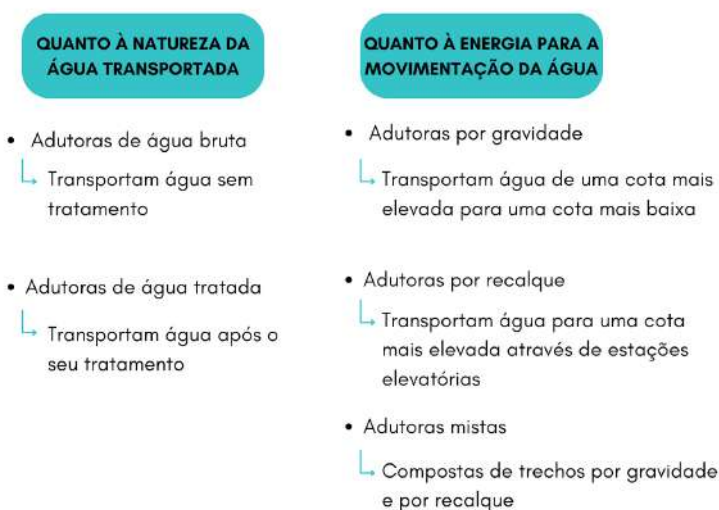 QUANTO À NATUREZA DA
ÁGUA TRANSPORTADA
• Adutoras de água bruta
Transportam água sem
tratamento
• Adutoras de água tratada
Transportam água após o
seu tratamento
QUANTO À ENERGIA PARA A
MOVIMENTAÇÃO DA ÁGUA
• Adutoras por gravidade
Transportam água de uma cota mais
elevada para uma cota mais baixa
• Adutoras por recalque
Transportam água para uma cota
mais elevada através de estações
elevatórias
• Adutoras mistas
Compostas de trechos por gravidade
e por recalque